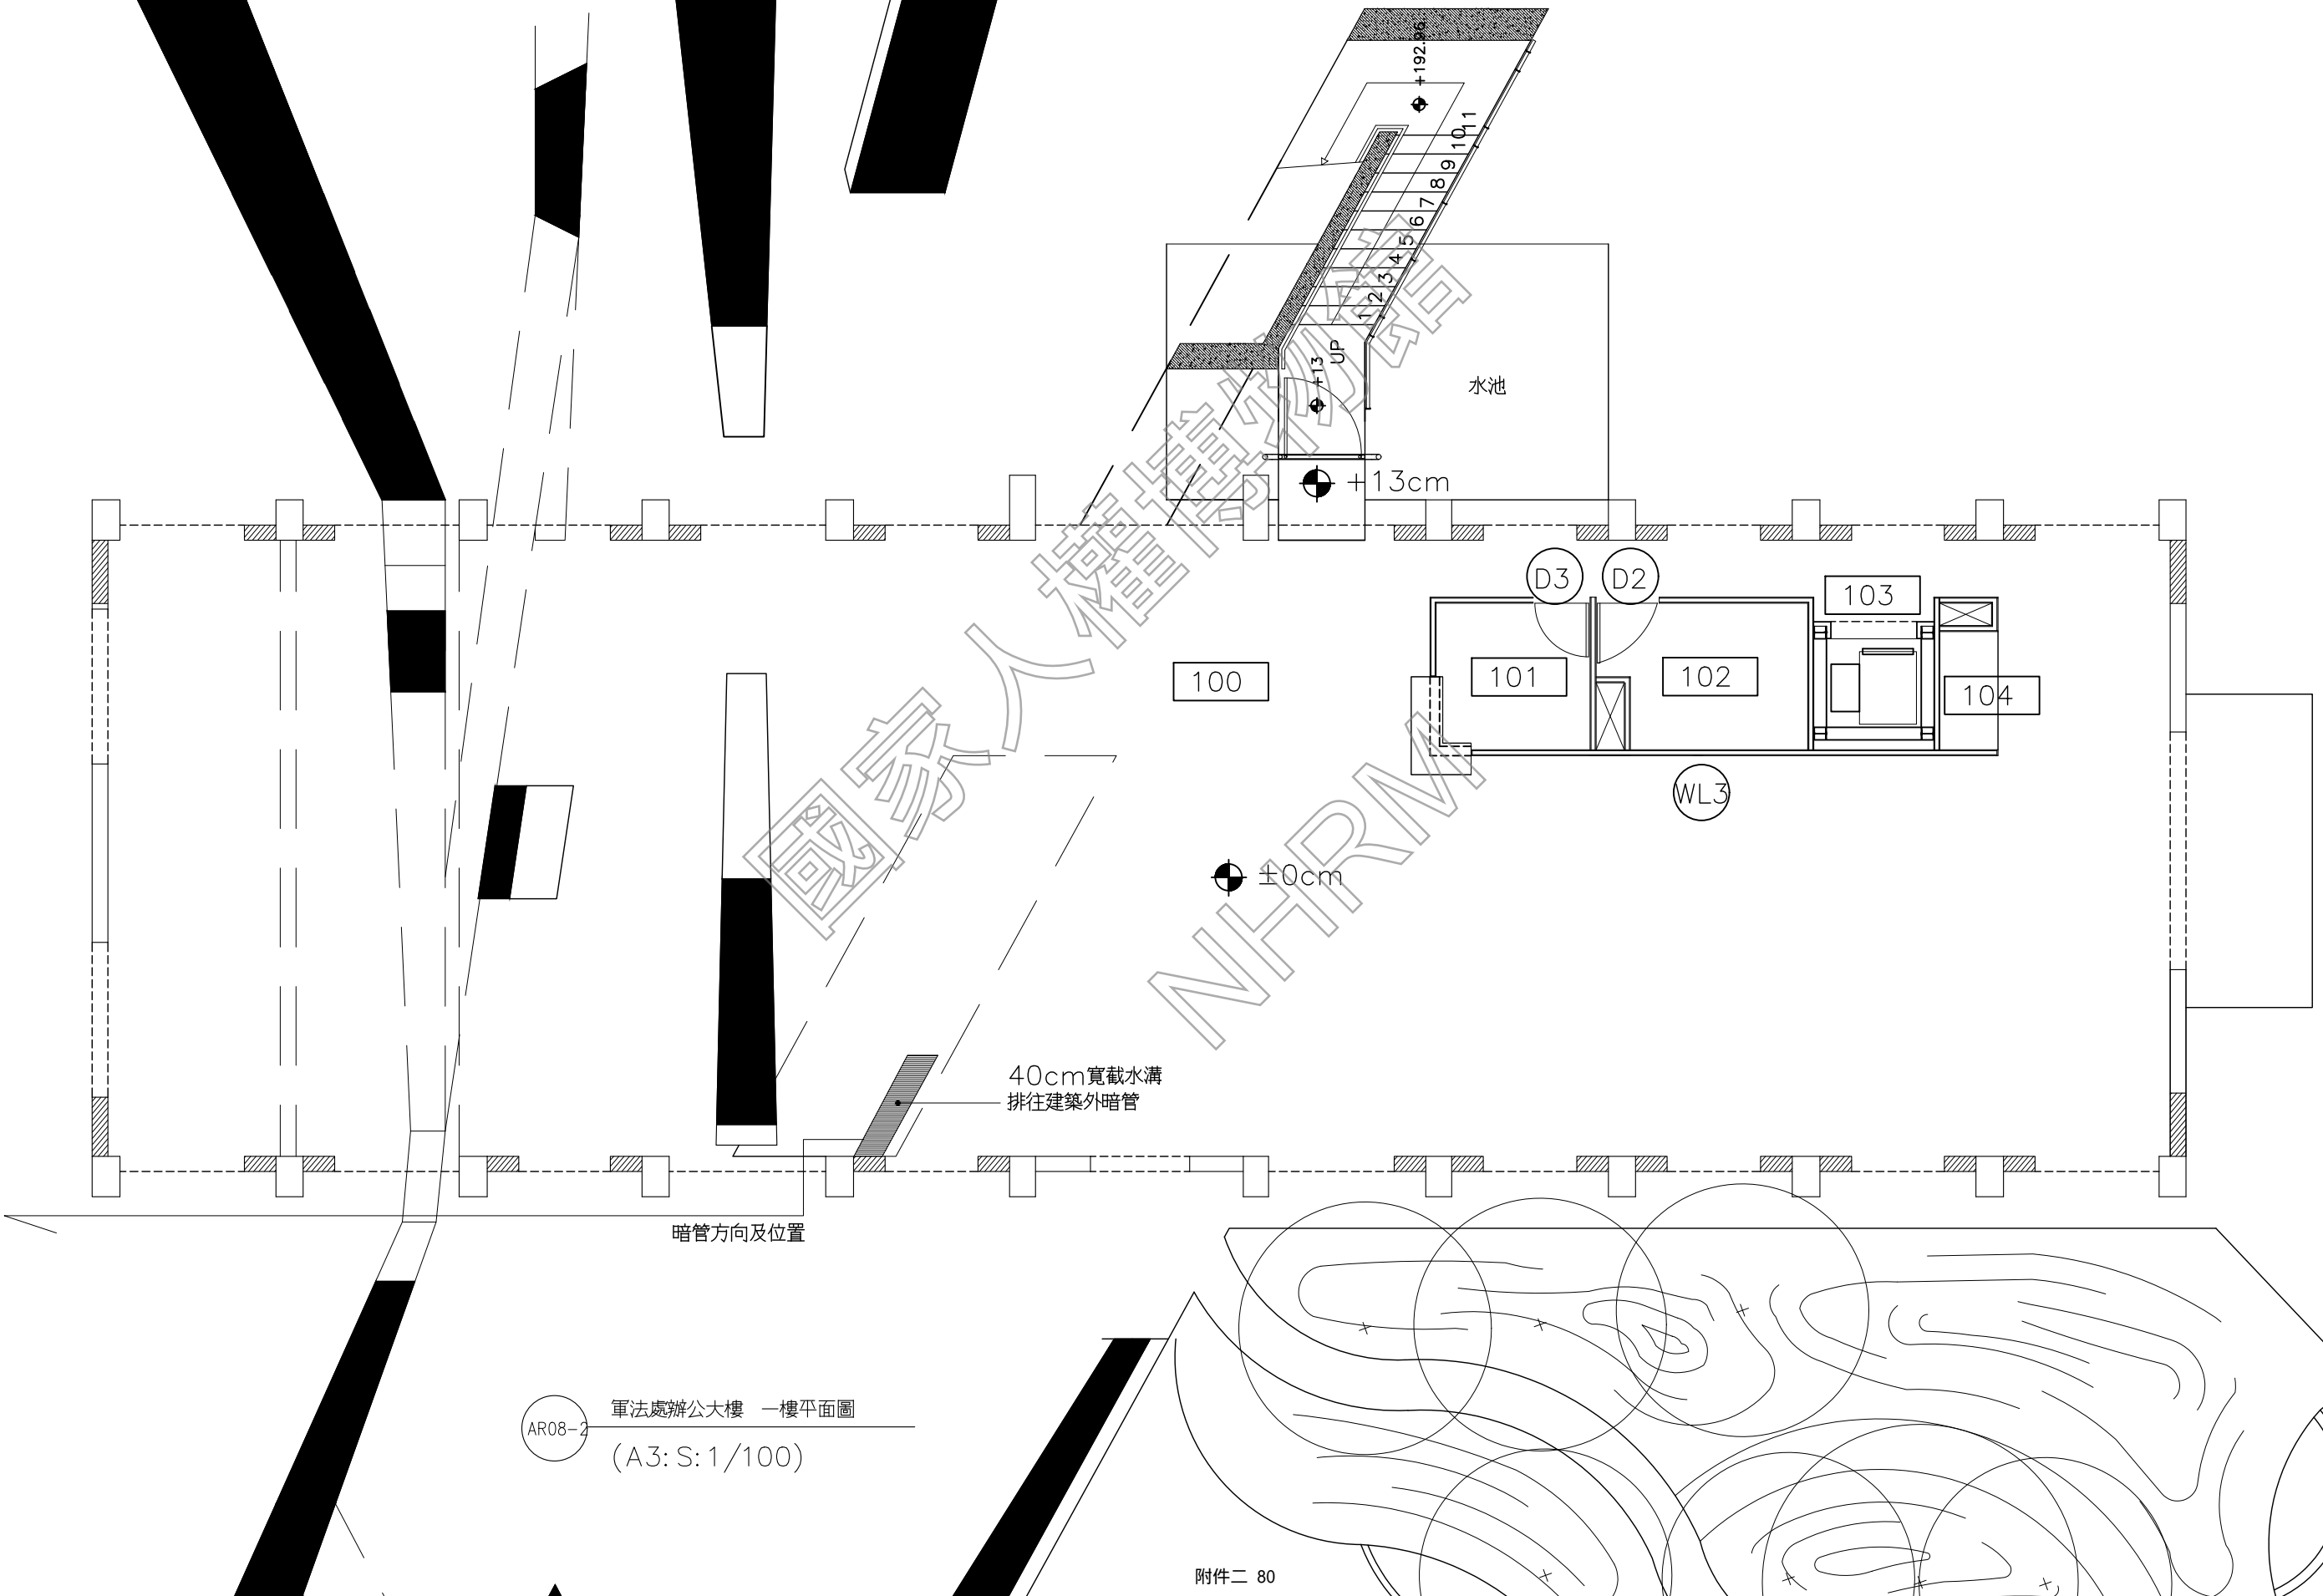 +192.96
11
10
9
8
7
6
5
4
3
2
1
UP
+13
水池
+13cm
D3
D2
103
100
101
102
104
WL3
±0cm
國家人權博物館
NHRM
40cm寬截水溝
排往建築外暗管
暗管方向及位置
AR08-2
軍法處辦公大樓 一樓平面圖
(A3:S:1/100)
附件二 80